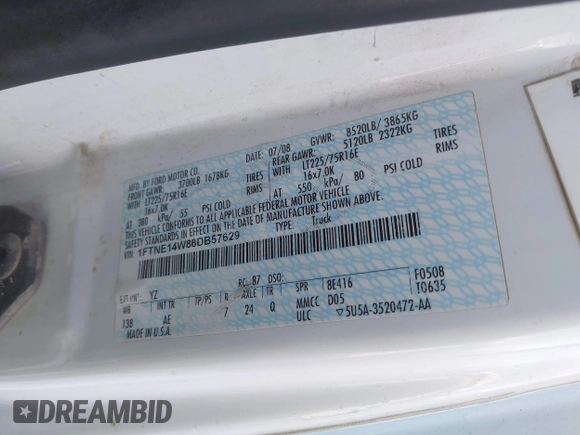 MFD. BY FORD MOTOR CO.
DATE: 07/08 GVWR: 8520LB/ 3865KG
FRONT GAWR: 3700LB 1678KG REAR GAWR: 5120LB 2322KG
LT225/75R16E TIRES LT225/75R16E TIRES
16x7.0K RIMS 16x7.0K RIMS
AT 380 kPa/ 55 PSI COLD AT 550 kPa/ 80 PSI COLD
THIS VEHICLE CONFORMS TO ALL APPLICABLE FEDERAL MOTOR VEHICLE
SAFETY STANDARDS IN EFFECT ON THE DATE OF MANUFACTURE SHOWN ABOVE.
VIN: 1FTNE14W88DB57629
TYPE: Truck
EXT PNT: YZ RC: 87 DSO: F0508
WB INT TR TP/PS R AXLE TR SPR 8E416 T0635
138 AE 7 24 Q MMCC D05
MADE IN U.S.A. ULC ▽5U5A-3520472-AA
DREAMBID